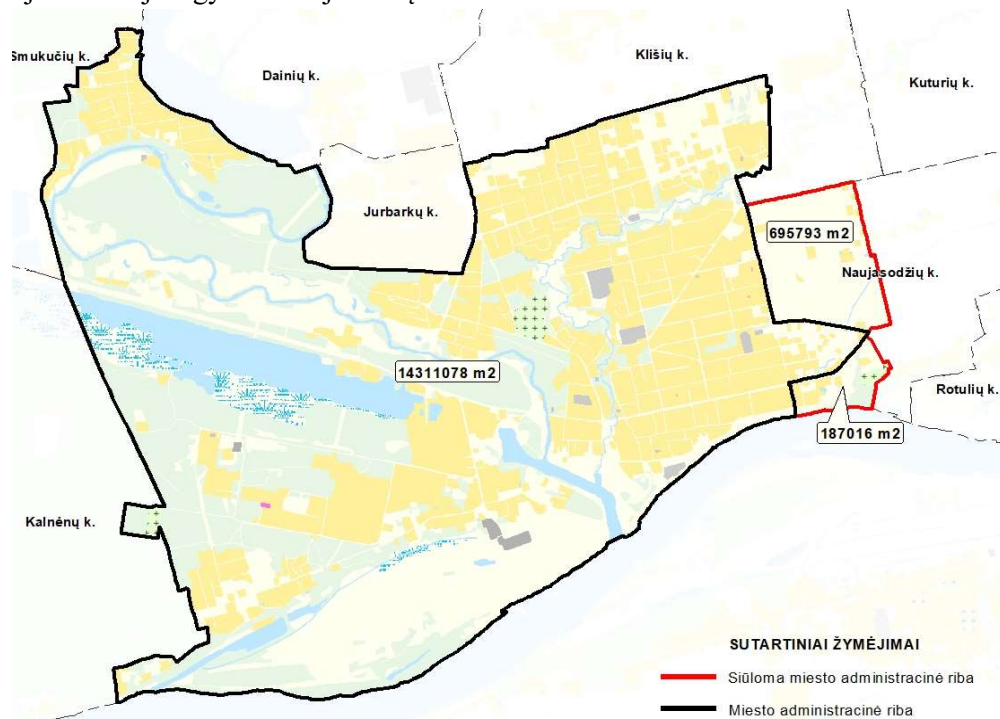 Smukučių k.
Dainių k.
Klišių k.
Kuturių k.
Jurbarkų k.
695793 m2
Naujasodžių k.
14311078 m2
Rotulių k.
187016 m2
Kalnėnų k.
SUTARTINIAI ŽYMĖJIMAI
Siūloma miesto administracinė riba
Miesto administracinė riba